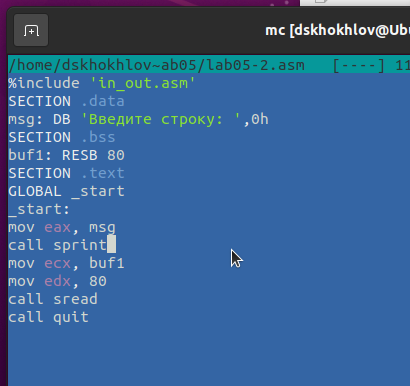 mc [dskhokhlov@Ub
/home/dskhokhlov~ab05/lab05-2.asm   [----] 11
%include 'in_out.asm'
SECTION .data
msg: DB 'Введите строку: ',0h
SECTION .bss
buf1: RESB 80
SECTION .text
GLOBAL _start
_start:
mov eax, msg
call sprint
mov ecx, buf1
mov edx, 80
call sread
call quit